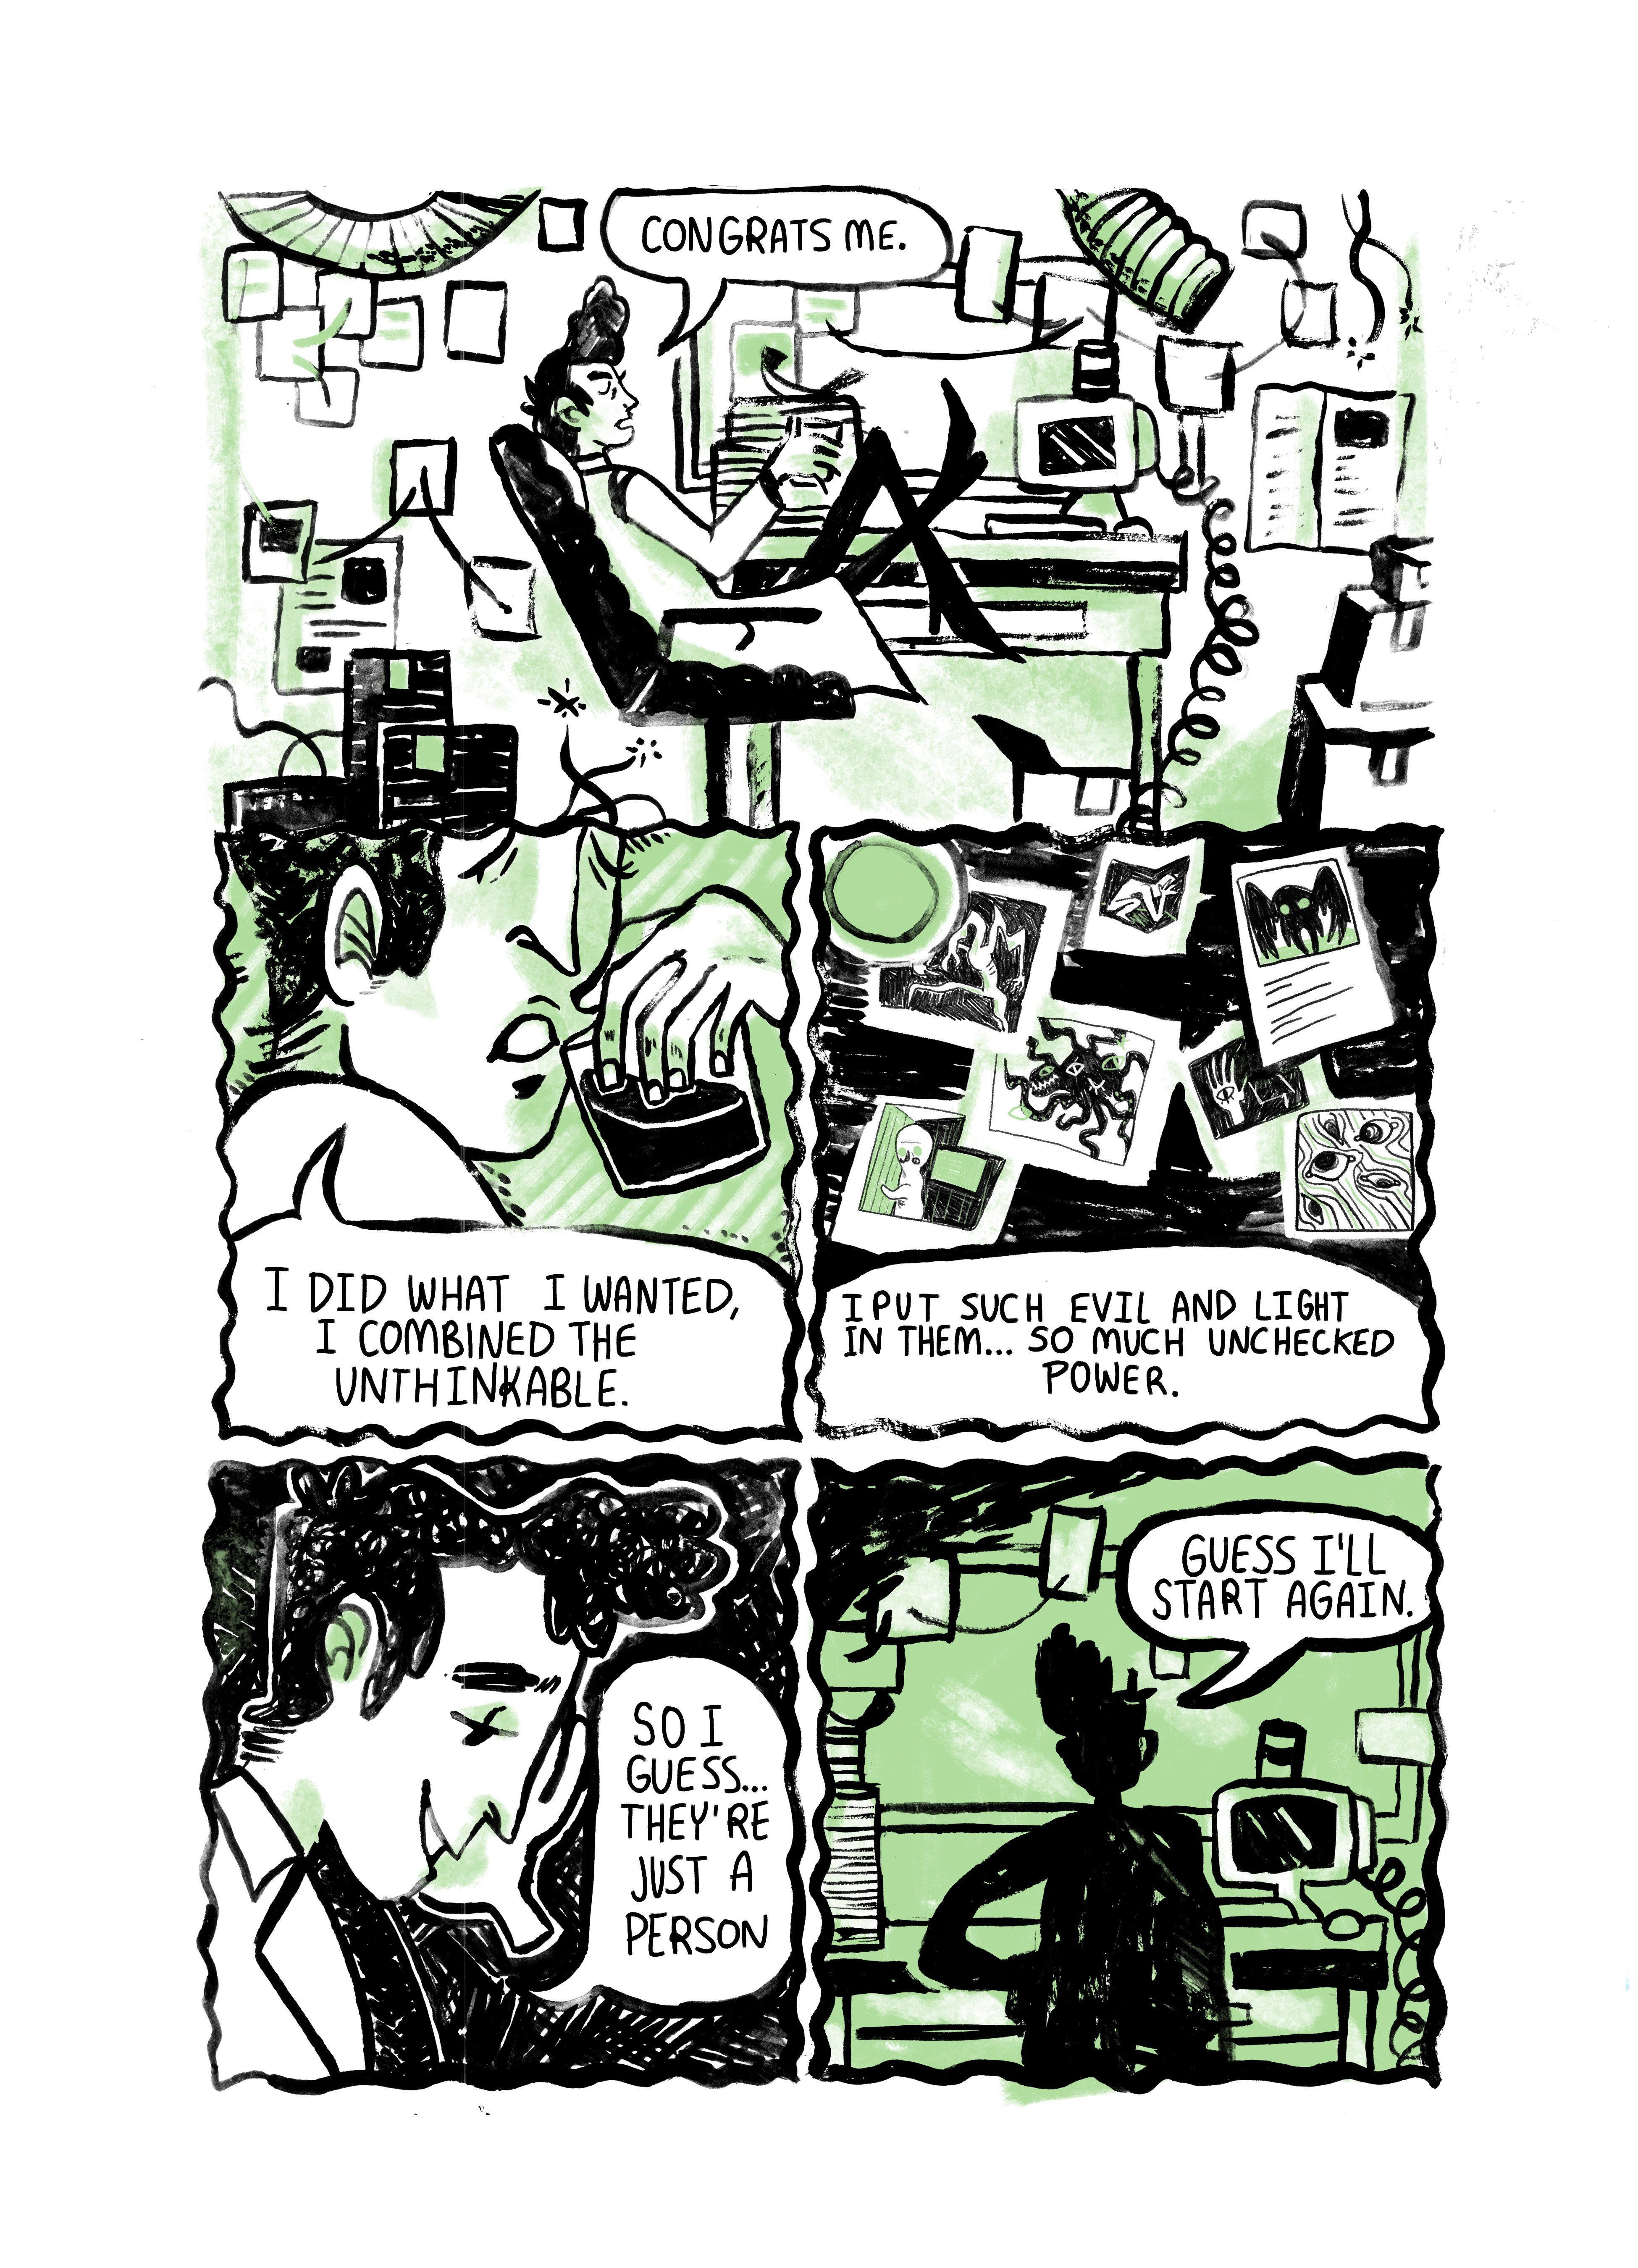 CONGRATS ME.
I DID WHAT I WANTED,
I COMBINED THE
UNTHINKABLE.
I PUT SUCH EVIL AND LIGHT
IN THEM... SO MUCH UNCHECKED
POWER.
SO I
GUESS...
THEY'RE
JUST A
PERSON
GUESS I'LL
START AGAIN.